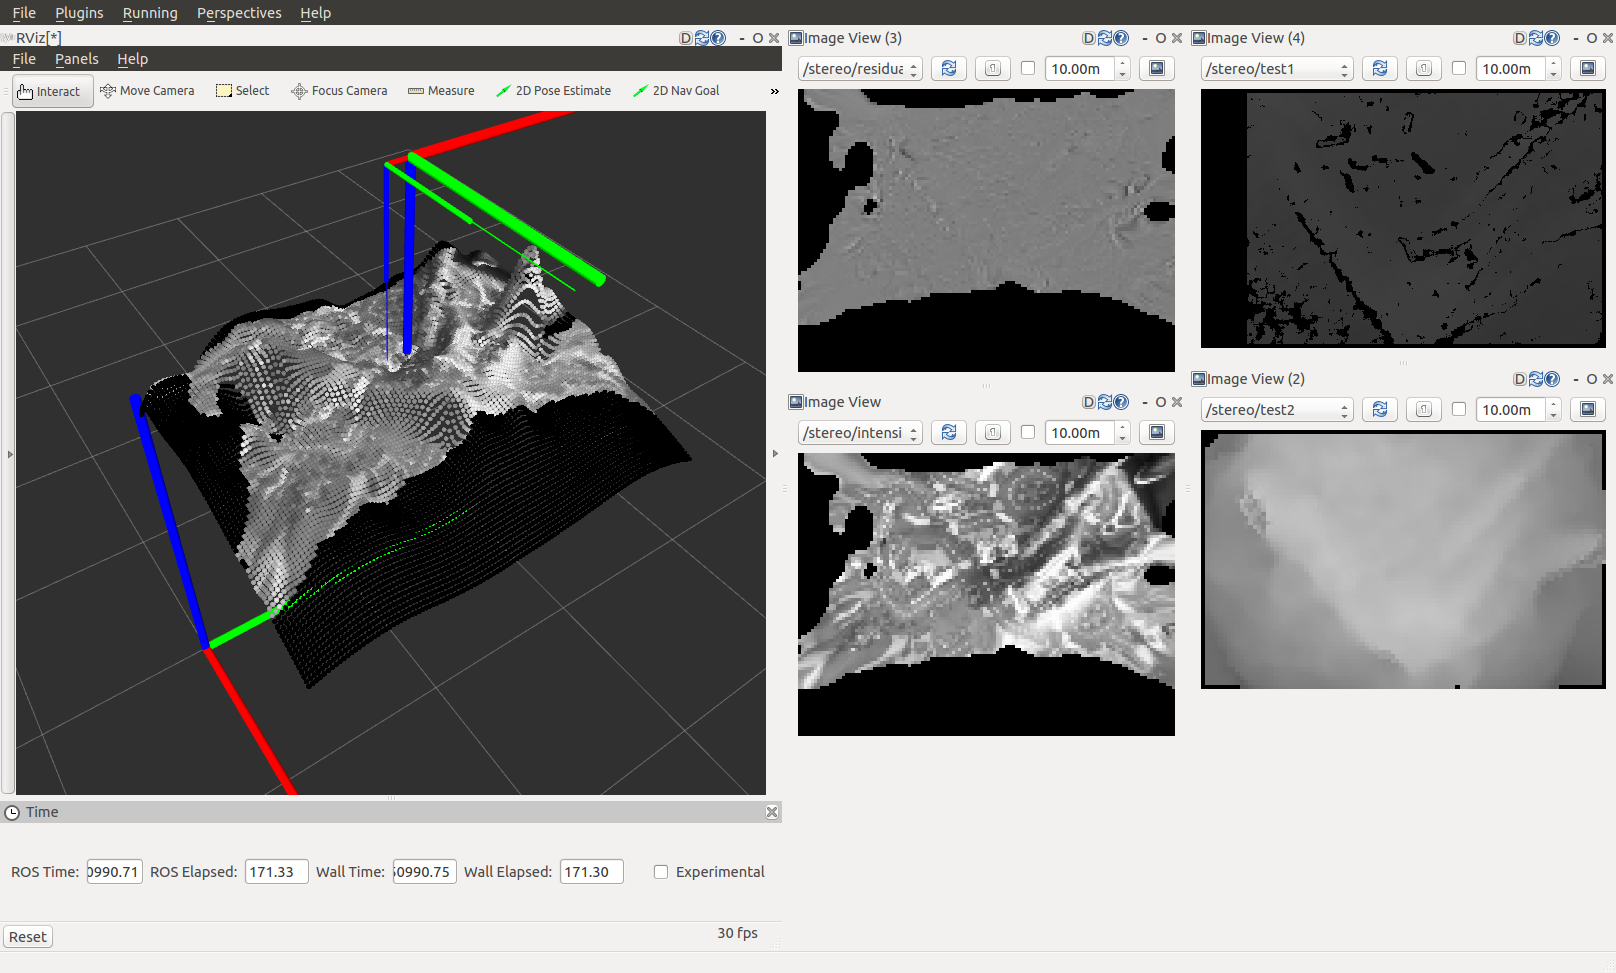 File Plugins Running Perspectives Help
RViz[*] D - O
File Panels Help
Interact Move Camera Select Focus Camera Measure 2D Pose Estimate 2D Nav Goal »
Time
ROS Time: 0990.71 ROS Elapsed: 171.33 Wall Time: 60990.75 Wall Elapsed: 171.30 Experimental
Reset
30 fps
Image View (3) D - O
/stereo/residua 10.00m
Image View D - O
/stereo/intensi 10.00m
Image View (4) D - O
/stereo/test1 10.00m
Image View (2) D - O
/stereo/test2 10.00m